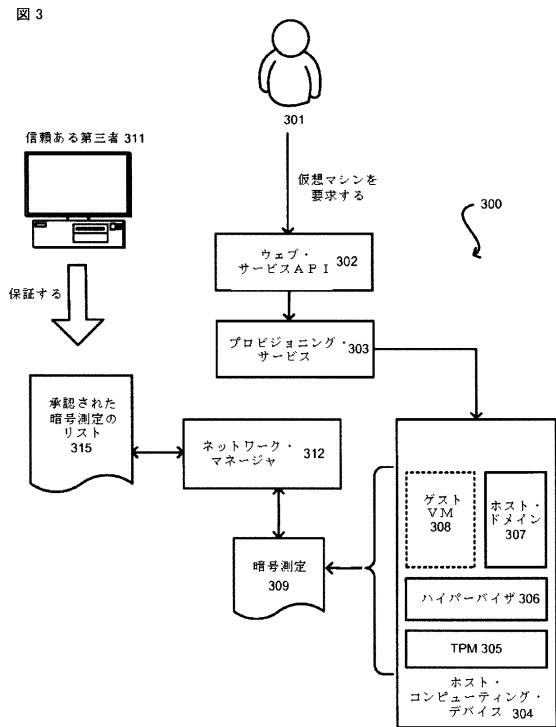 図 3
301
信頼ある第三者 311
仮想マシンを
要求する
300
ウェブ・
サービスＡＰＩ 302
保証する
プロビジョニング・
サービス 303
承認された
暗号測定の
リスト
315
ネットワーク・
マネージャ 312
ゲスト
ＶＭ
308
ホスト・
ドメイン
307
暗号測定
309
ハイパーバイザ 306
TPM 305
ホスト・
コンピューティング・
デバイス 304